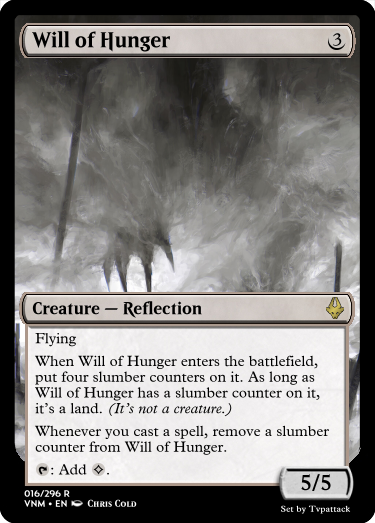 Will of Hunger 3
Creature — Reflection
Flying
When Will of Hunger enters the battlefield,
put four slumber counters on it. As long as
Will of Hunger has a slumber counter on it,
it's a land. (It's not a creature.)
Whenever you cast a spell, remove a slumber
counter from Will of Hunger.
: Add .
5/5
016/296 R
VNM • EN Chris Cold
Set by Tvpattack